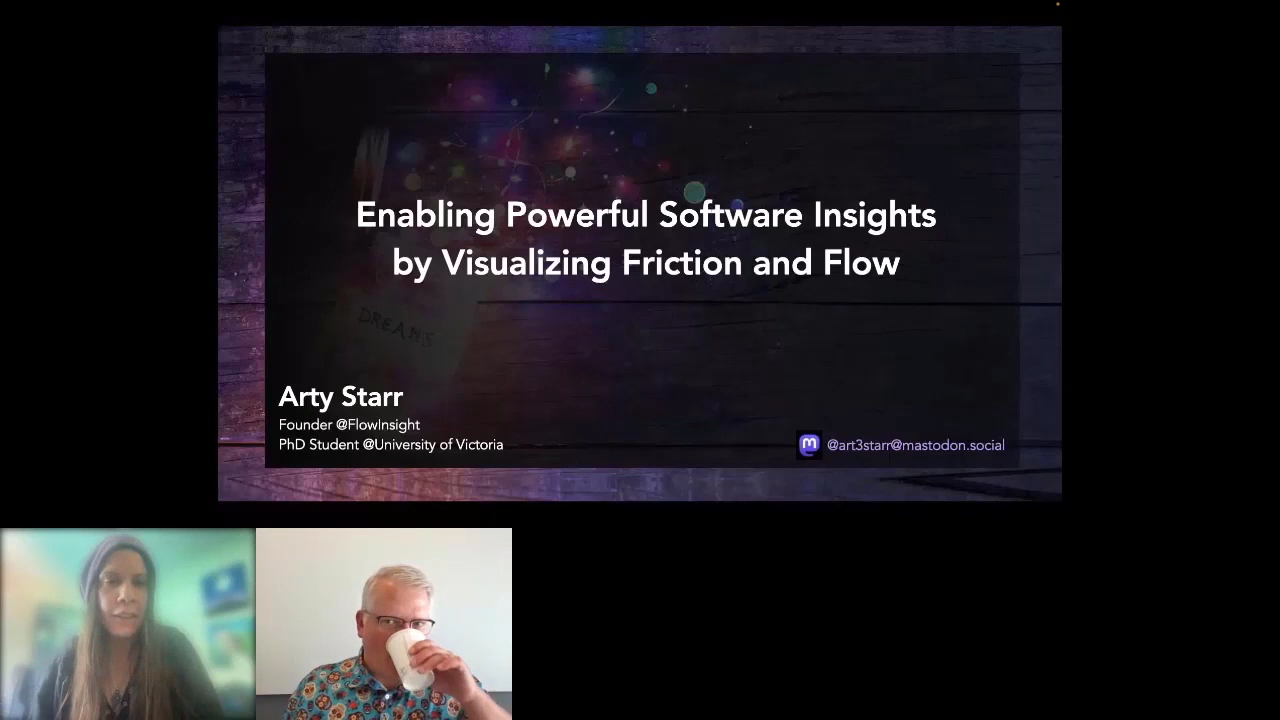 Enabling Powerful Software Insights
by Visualizing Friction and Flow
DREAMS
Arty Starr
Founder @FlowInsight
PhD Student @University of Victoria
@art3starr@mastodon.social